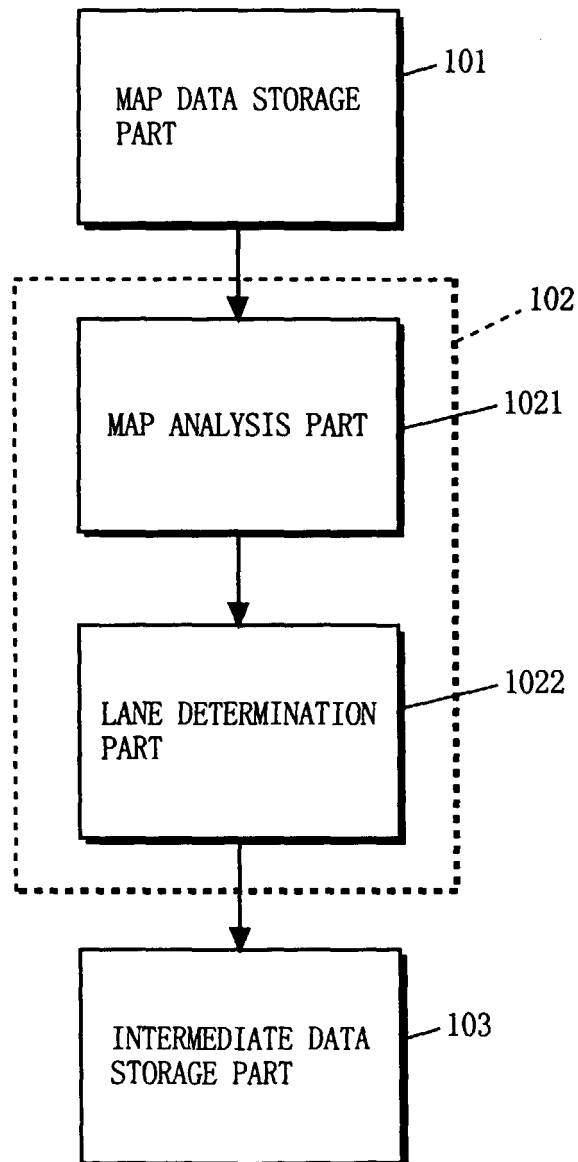 101
MAP DATA STORAGE
PART
102
MAP ANALYSIS PART
1021
LANE DETERMINATION
PART
1022
INTERMEDIATE DATA
STORAGE PART
103